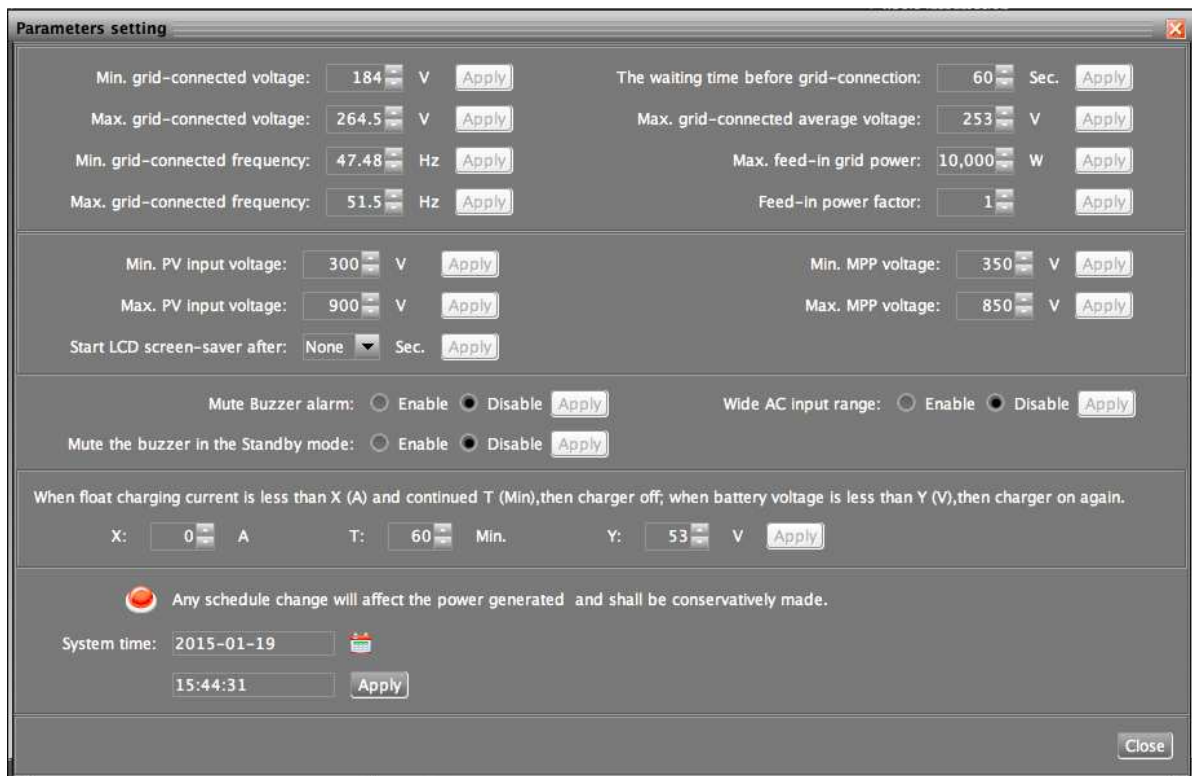 Parameters setting
Min. grid-connected voltage: 184 V Apply The waiting time before grid-connection: 60 Sec. Apply
Max. grid-connected voltage: 264.5 V Apply Max. grid-connected average voltage: 253 V Apply
Min. grid-connected frequency: 47.48 Hz Apply Max. feed-in grid power: 10,000 W Apply
Max. grid-connected frequency: 51.5 Hz Apply Feed-in power factor: 1 Apply
Min. PV input voltage: 300 V Apply Min. MPP voltage: 350 V Apply
Max. PV input voltage: 900 V Apply Max. MPP voltage: 850 V Apply
Start LCD screen-saver after: None Sec. Apply
Mute Buzzer alarm: Enable Disable Apply Wide AC input range: Enable Disable Apply
Mute the buzzer in the Standby mode: Enable Disable Apply
When float charging current is less than X (A) and continued T (Min),then charger off; when battery voltage is less than Y (V),then charger on again.
X: 0 A T: 60 Min. Y: 53 V Apply
Any schedule change will affect the power generated and shall be conservatively made.
System time: 2015-01-19
15:44:31 Apply
Close